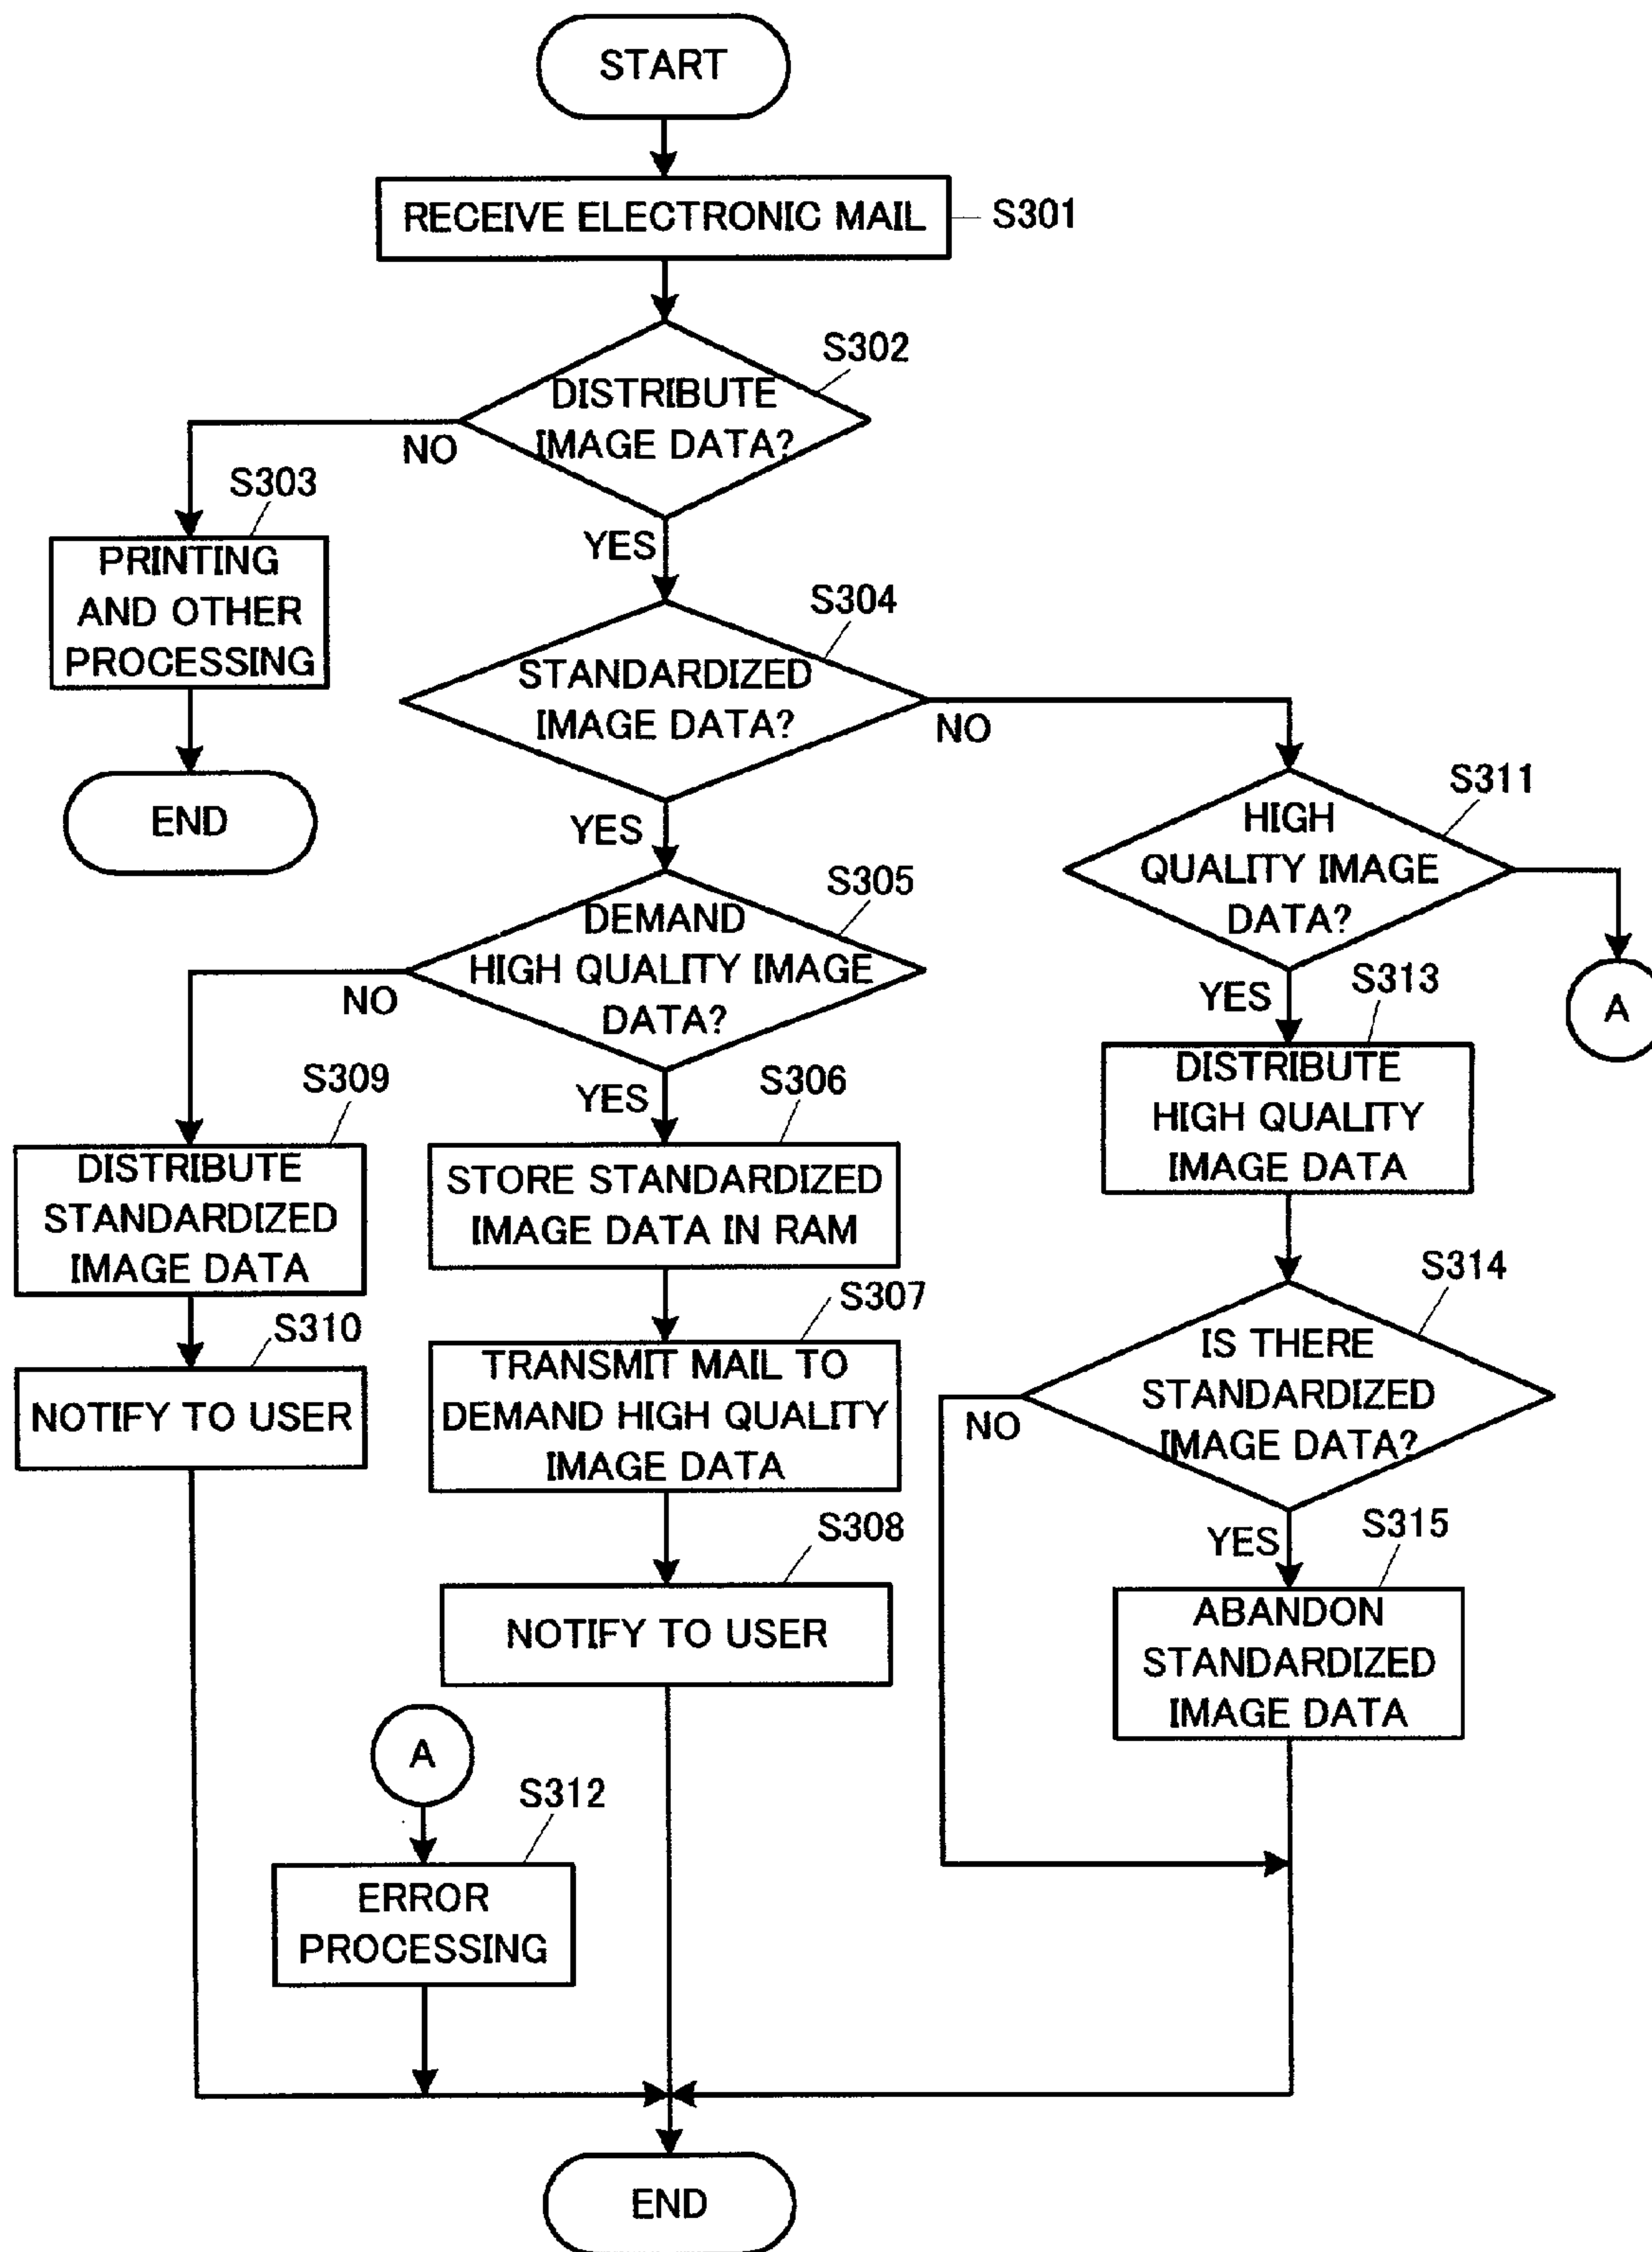 START
RECEIVE ELECTRONIC MAIL
S301
S302
DISTRIBUTE
IMAGE DATA?
NO
YES
S303
PRINTING
AND OTHER
PROCESSING
END
S304
STANDARDIZED
IMAGE DATA?
NO
YES
S305
DEMAND
HIGH QUALITY IMAGE
DATA?
NO
YES
S311
HIGH
QUALITY IMAGE
DATA?
YES
A
S309
DISTRIBUTE
STANDARDIZED
IMAGE DATA
S310
NOTIFY TO USER
S306
STORE STANDARDIZED
IMAGE DATA IN RAM
S307
TRANSMIT MAIL TO
DEMAND HIGH QUALITY
IMAGE DATA
S308
NOTIFY TO USER
S313
DISTRIBUTE
HIGH QUALITY
IMAGE DATA
S314
IS THERE
STANDARDIZED
IMAGE DATA?
NO
YES
S315
ABANDON
STANDARDIZED
IMAGE DATA
A
S312
ERROR
PROCESSING
END